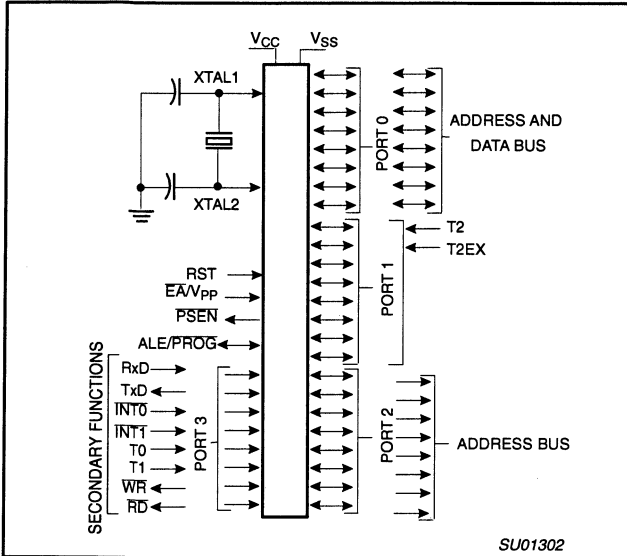 VCC VSS
XTAL1
XTAL2
PORT 0
ADDRESS AND
DATA BUS
T2
T2EX
PORT 1
RST
EA/VPP
PSEN
ALE/PROG
SECONDARY FUNCTIONS
RxD
TxD
INT0
INT1
T0
T1
WR
RD
PORT 3
PORT 2
ADDRESS BUS
SU01302